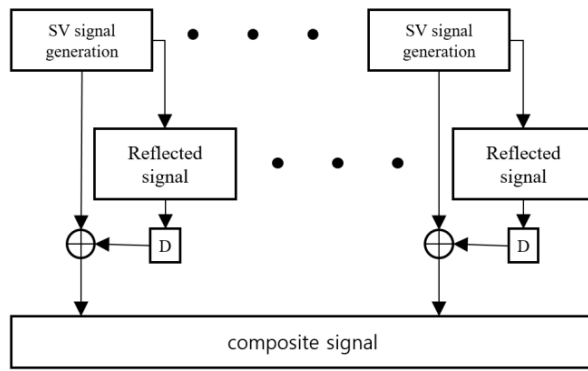 SV signal
generation
SV signal
generation
Reflected
signal
Reflected
signal
D
D
composite signal